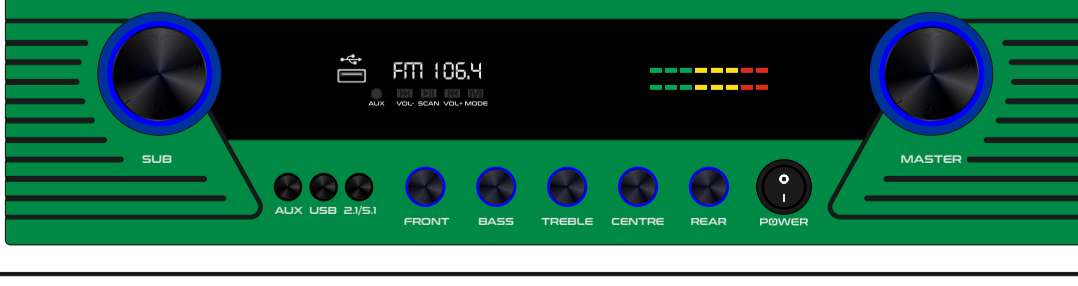 FM 106.4
AUX VOL- SCAN VOL+ MODE
SUB
MASTER
AUX USB 2.1/5.1
FRONT BASS TREBLE CENTRE REAR POWER